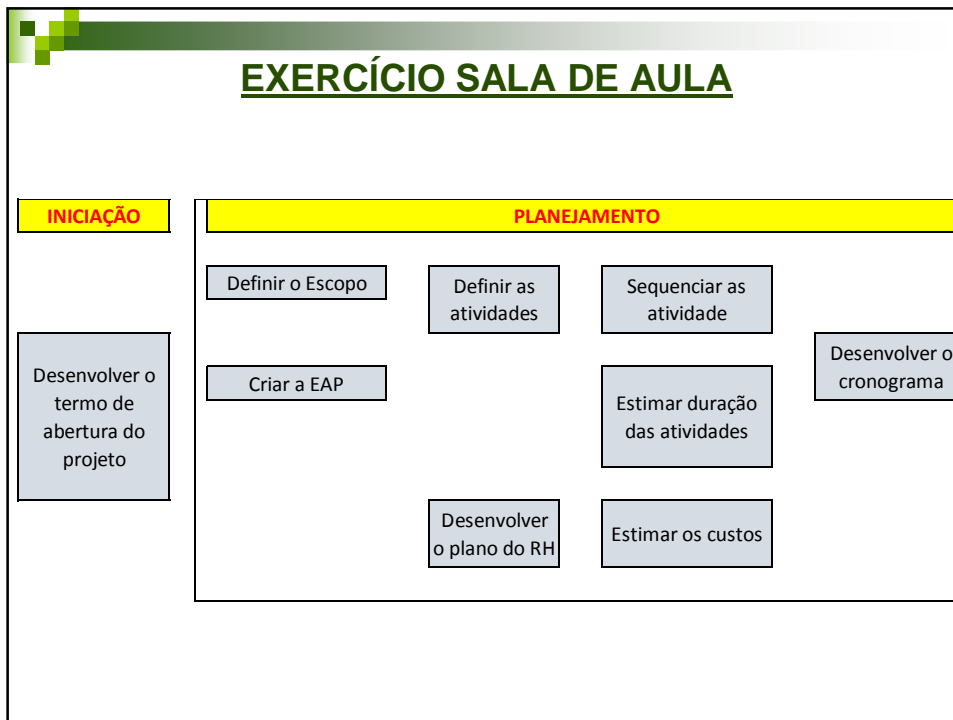 EXERCÍCIO SALA DE AULA
INICIAÇÃO
PLANEJAMENTO
Desenvolver o
termo de
abertura do
projeto
Definir o Escopo
Criar a EAP
Definir as
atividades
Desenvolver
o plano do RH
Sequenciar as
atividade
Estimar duração
das atividades
Estimar os custos
Desenvolver o
cronograma